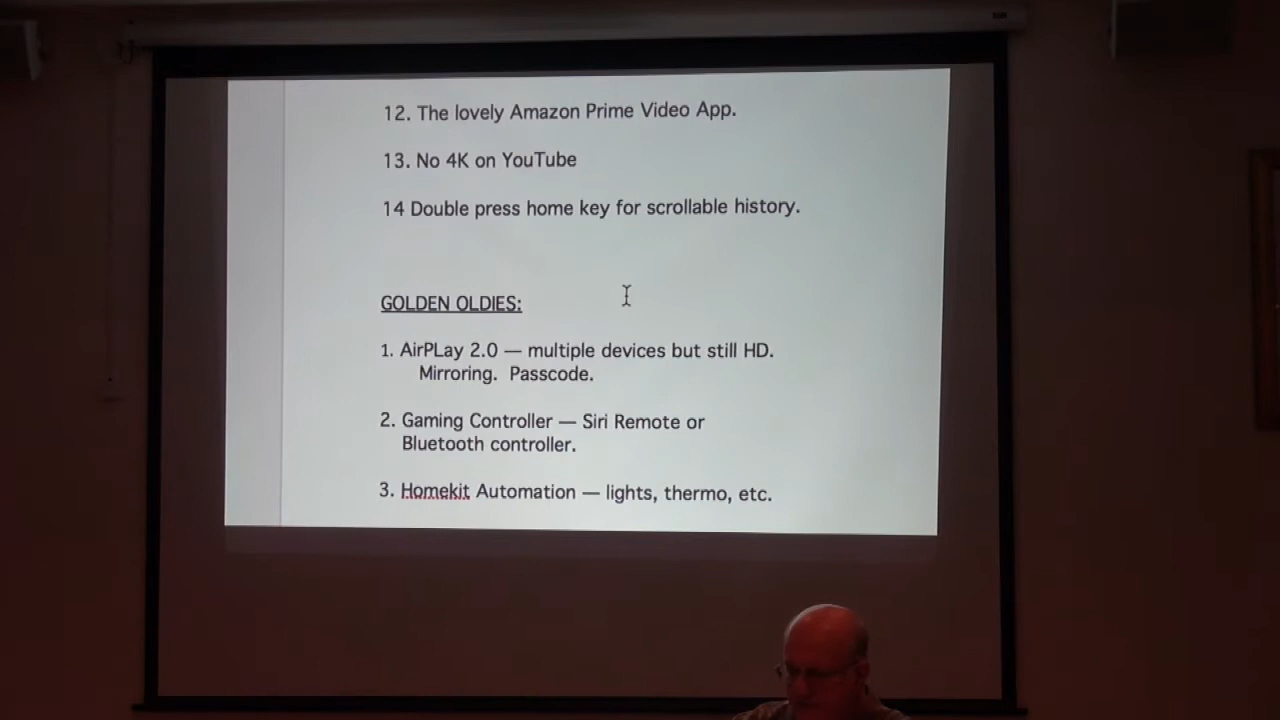 12. The lovely Amazon Prime Video App.
13. No 4K on YouTube
14 Double press home key for scrollable history.
GOLDEN OLDIES:
1. AirPLay 2.0 — multiple devices but still HD.
Mirroring. Passcode.
2. Gaming Controller — Siri Remote or
Bluetooth controller.
3. Homekit Automation — lights, thermo, etc.